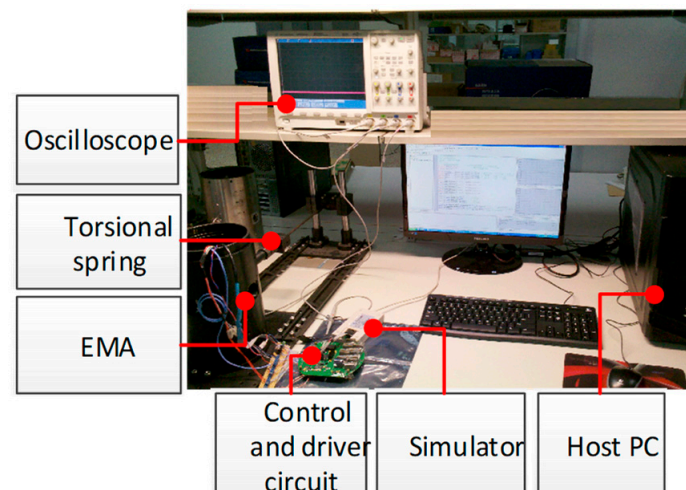 Oscilloscope
Torsional
spring
EMA
Control
and driver
circuit
Simulator
Host PC